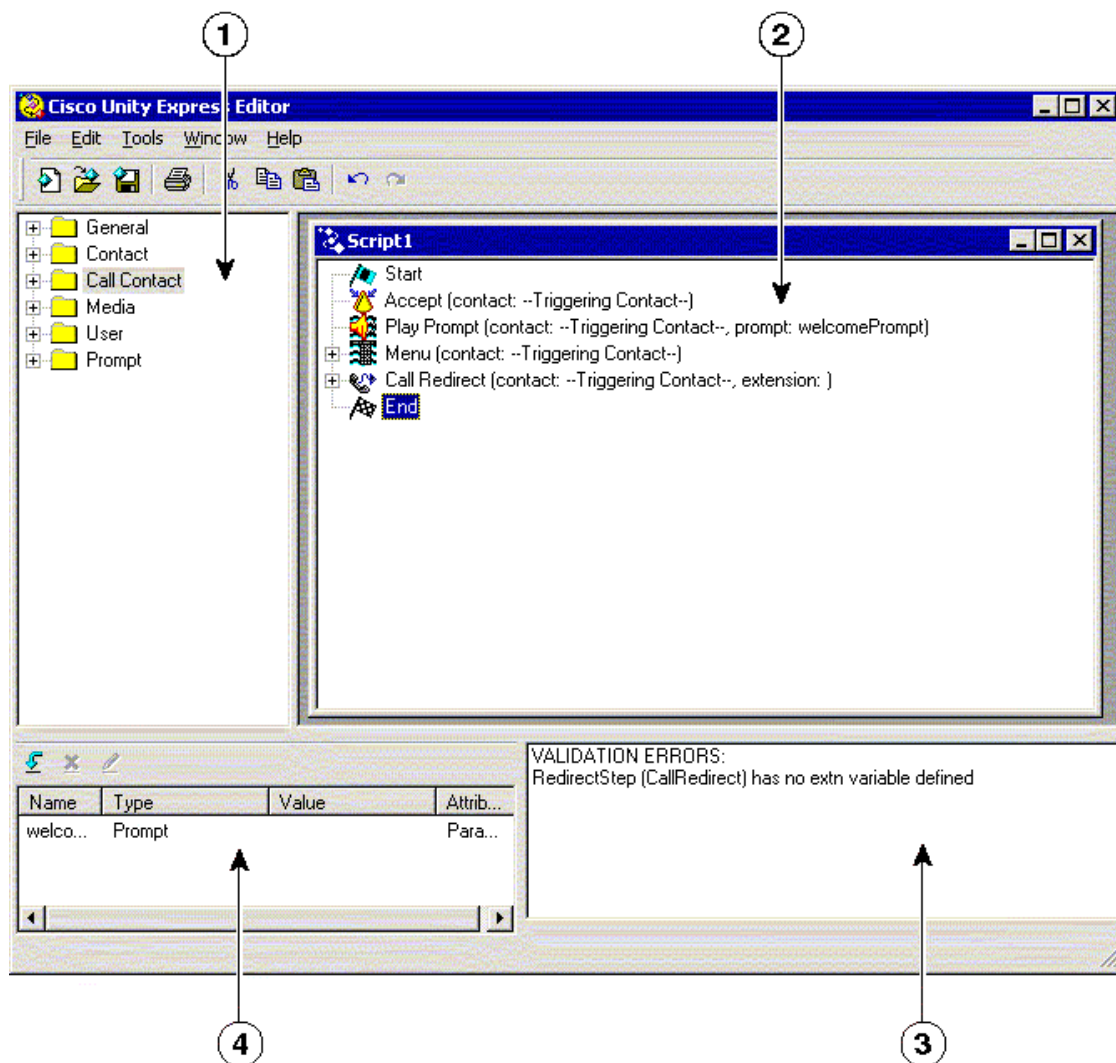 1
2
Cisco Unity Express Editor
File Edit Tools Window Help
General
Contact
Call Contact
Media
User
Prompt
Script1
Start
Accept (contact: --Triggering Contact--)
Play Prompt (contact: --Triggering Contact--, prompt: welcomePrompt)
Menu (contact: --Triggering Contact--)
Call Redirect (contact: --Triggering Contact--, extension: )
End
Name Type Value Attrib...
welco... Prompt Para...
VALIDATION ERRORS:
RedirectStep (CallRedirect) has no extn variable defined
4
3